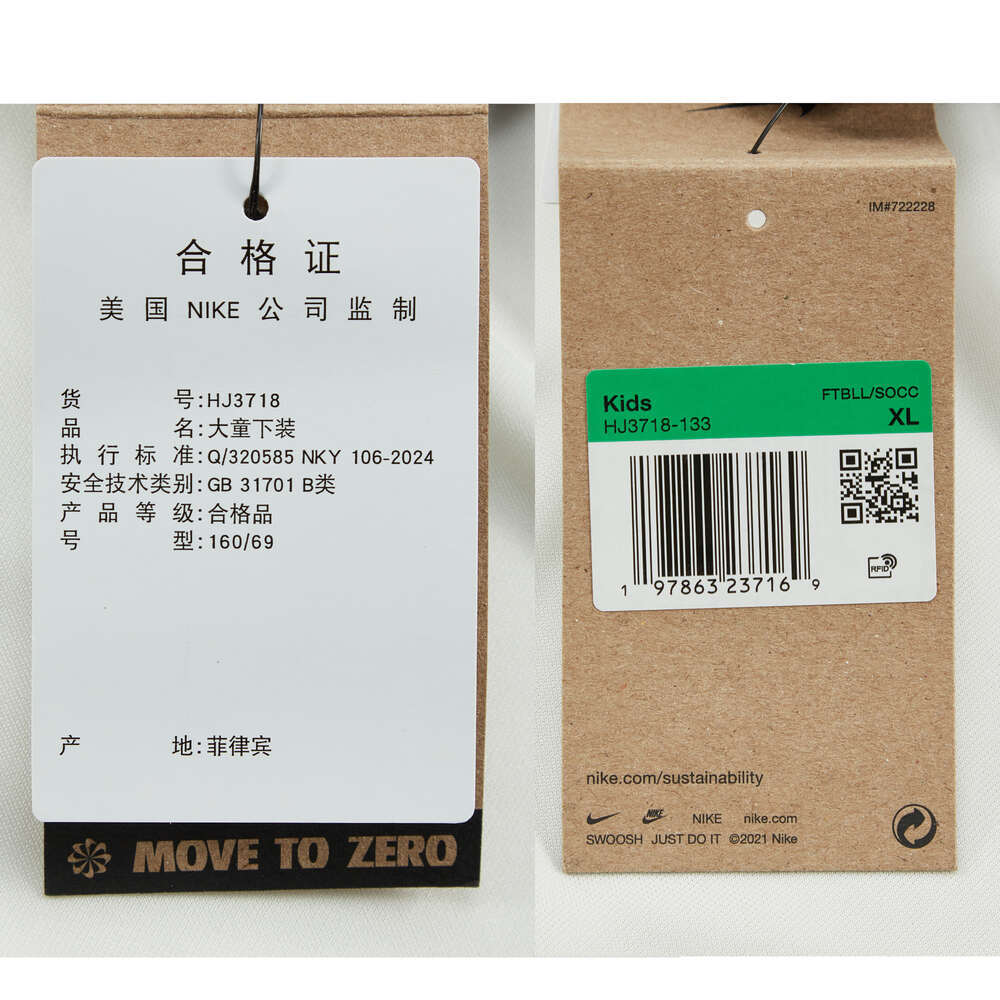 合格证
美国 NIKE 公司监制
货号:HJ3718
品名:大童下装
执行标准:Q/320585 NKY 106-2024
安全技术类别:GB 31701 B类
产品等级:合格品
号型:160/69
产地:菲律宾
MOVE TO ZERO
IM#722228
Kids
FTBLL/SOCC
HJ3718-133
XL
RFID
1 97863 23716 9
nike.com/sustainability
NIKE NIKE nike.com
SWOOSH JUST DO IT ©2021 Nike